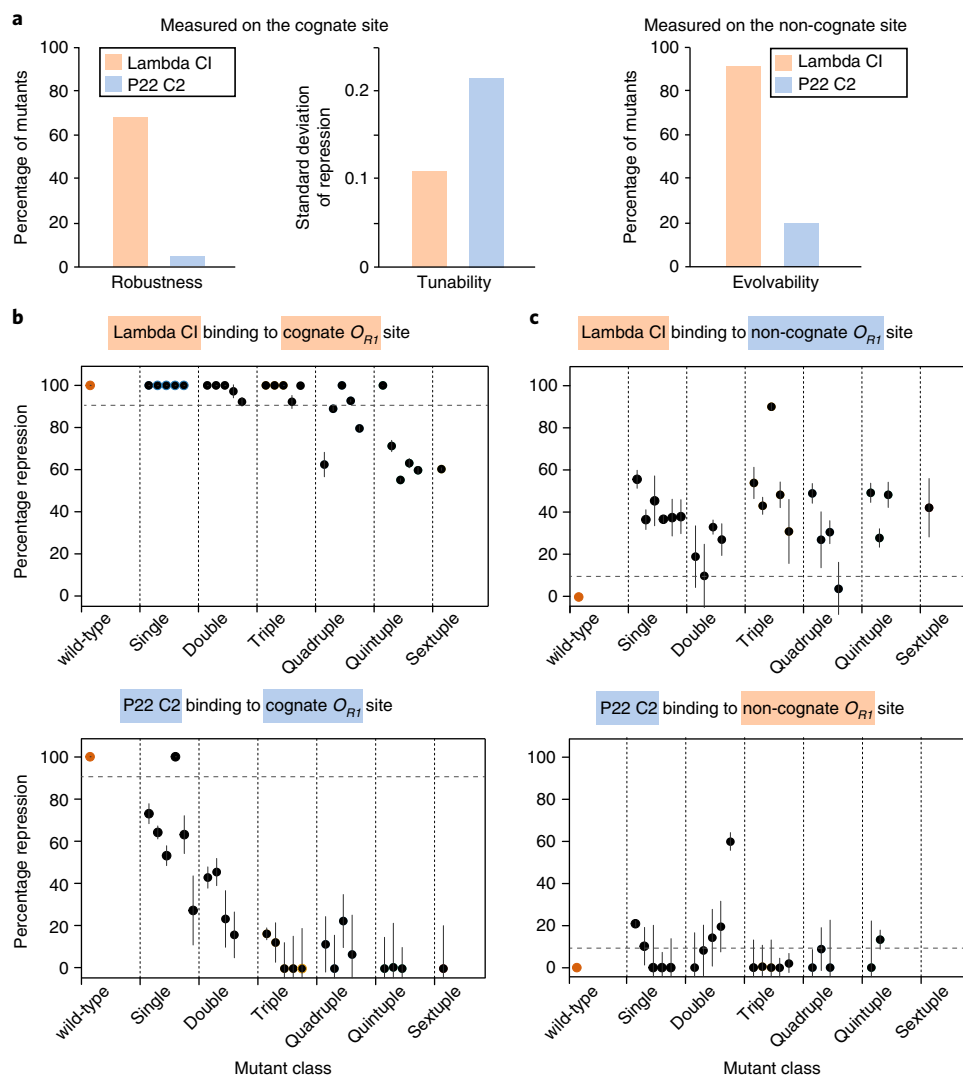 a
Measured on the cognate site
Measured on the non-cognate site
Percentage of mutants
100
80
60
40
20
0
Lambda CI
P22 C2
Robustness
Standard deviation
of repression
0.2
0.1
0
Tunability
Percentage of mutants
100
80
60
40
20
0
Lambda CI
P22 C2
Evolvability
b
Lambda CI binding to cognate O_R1 site
Percentage repression
100
80
60
40
20
0
wild-type
Single
Double
Triple
Quadruple
Quintuple
Sextuple
P22 C2 binding to cognate O_R1 site
Percentage repression
100
80
60
40
20
0
wild-type
Single
Double
Triple
Quadruple
Quintuple
Sextuple
Mutant class
c
Lambda CI binding to non-cognate O_R1 site
100
80
60
40
20
0
wild-type
Single
Double
Triple
Quadruple
Quintuple
Sextuple
P22 C2 binding to non-cognate O_R1 site
100
80
60
40
20
0
wild-type
Single
Double
Triple
Quadruple
Quintuple
Sextuple
Mutant class